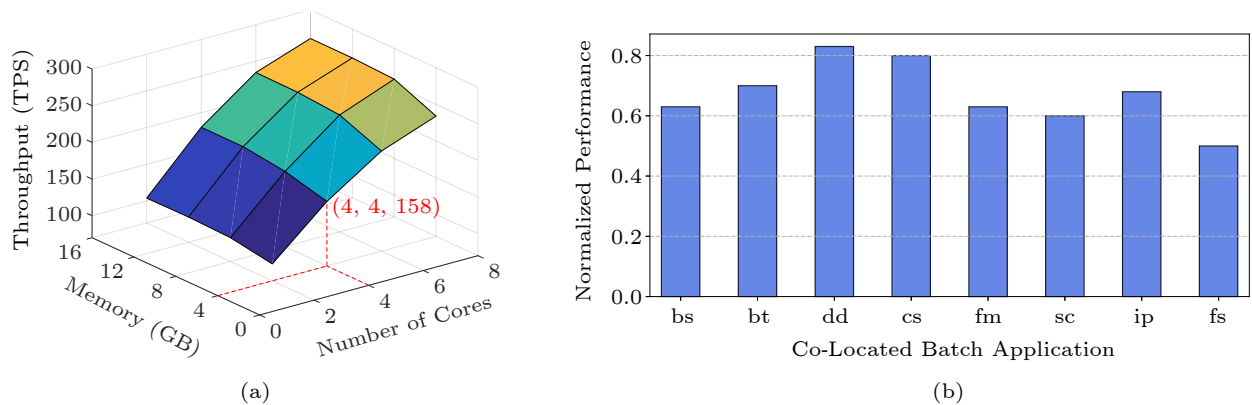 Throughput (TPS)
300
250
200
150
100
16
12
8
4
0
Memory (GB)
0
2
4
6
8
Number of Cores
(4, 4, 158)
(a)
Normalized Performance
0.8
0.6
0.4
0.2
0.0
bs bt dd cs fm sc ip fs
Co-Located Batch Application
(b)